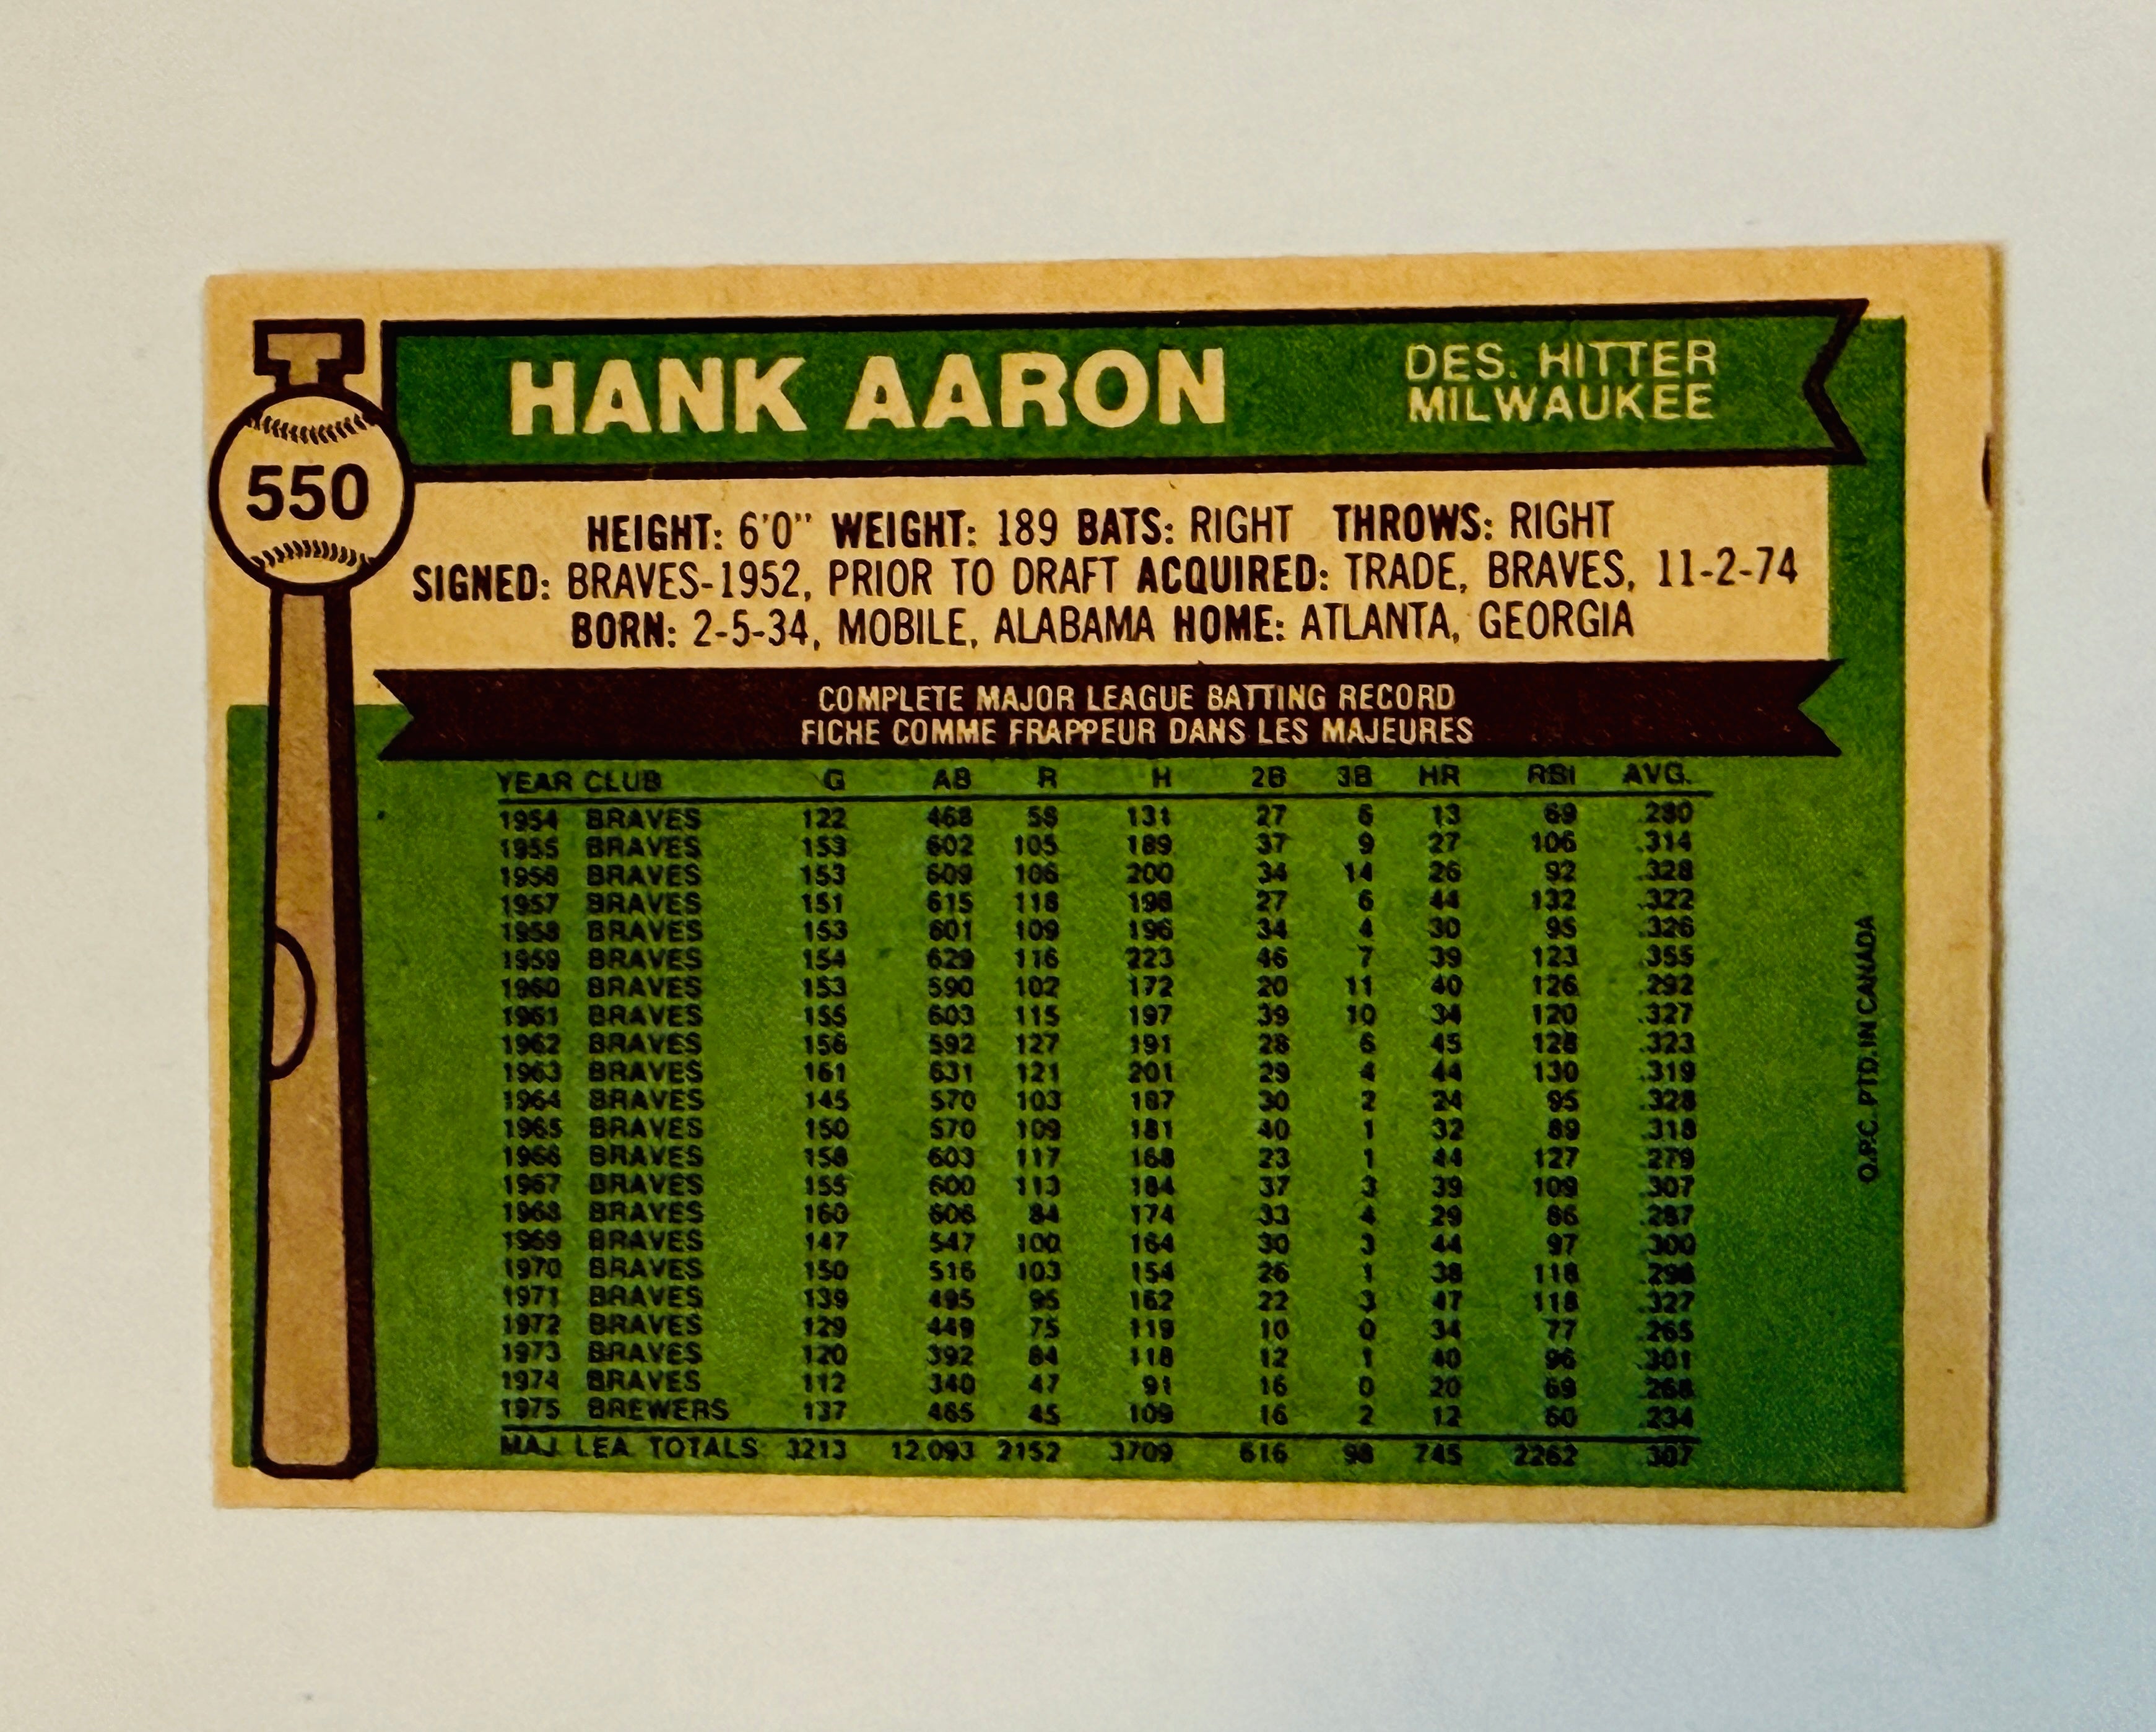 HANK AARON
DES. HITTER
MILWAUKEE
550
HEIGHT: 6'0" WEIGHT: 189 BATS: RIGHT THROWS: RIGHT
SIGNED: BRAVES-1952, PRIOR TO DRAFT ACQUIRED: TRADE, BRAVES, 11-2-74
BORN: 2-5-34, MOBILE, ALABAMA HOME: ATLANTA, GEORGIA
COMPLETE MAJOR LEAGUE BATTING RECORD
FICHE COMME FRAPPEUR DANS LES MAJEURES
YEAR CLUB G AB R H 2B 3B HR RBI AVG.
1954 BRAVES 122 468 58 131 27 6 13 69 .280
1955 BRAVES 153 602 105 189 37 9 27 106 .314
1956 BRAVES 153 609 106 200 34 14 26 92 .328
1957 BRAVES 151 615 118 198 27 6 44 132 .322
1958 BRAVES 153 601 109 196 34 4 30 95 .326
1959 BRAVES 154 629 116 223 46 7 39 123 .355
1960 BRAVES 153 590 102 172 20 11 40 126 .292
1961 BRAVES 155 603 115 197 39 10 34 120 .327
1962 BRAVES 156 592 127 191 28 6 45 128 .323
1963 BRAVES 161 631 121 201 29 4 44 130 .319
1964 BRAVES 145 570 103 187 30 2 24 95 .328
1965 BRAVES 150 570 109 181 40 1 32 89 .318
1966 BRAVES 158 603 117 168 23 1 44 127 .279
1967 BRAVES 155 600 113 184 37 3 39 109 .307
1968 BRAVES 160 606 84 174 33 4 29 86 .287
1969 BRAVES 147 547 100 164 30 3 44 97 .300
1970 BRAVES 150 516 103 154 26 1 38 118 .298
1971 BRAVES 139 495 95 162 22 3 47 118 .327
1972 BRAVES 129 449 75 119 10 0 34 77 .265
1973 BRAVES 120 392 84 118 12 1 40 96 .301
1974 BRAVES 112 340 47 91 16 0 20 69 .268
1975 BREWERS 137 465 45 109 16 2 12 60 .234
MAJ. LEA. TOTALS 3213 12,093 2152 3709 616 98 745 2262 .307
O.P.C. PTD. IN CANADA